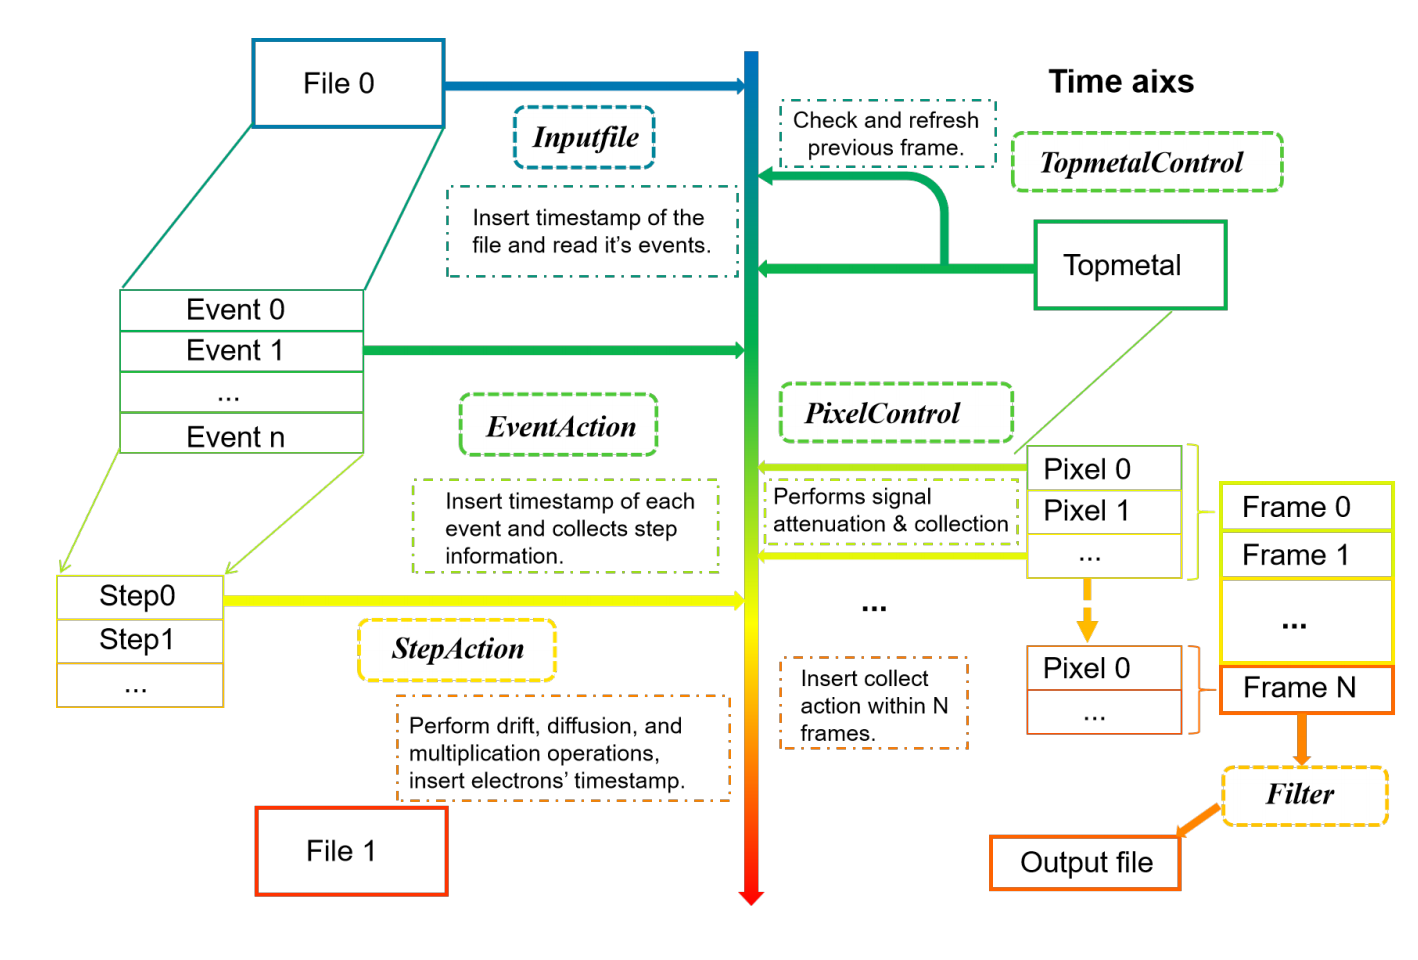 File 0
Time aixs
Inputfile
Check and refresh
previous frame.
TopmetalControl
Insert timestamp of the
file and read it's events.
Topmetal
Event 0
Event 1
...
Event n
EventAction
PixelControl
Insert timestamp of each
event and collects step
information.
Performs signal
attenuation & collection
Pixel 0
Pixel 1
...
Frame 0
Frame 1
...
Frame N
Step0
Step1
...
StepAction
...
Perform drift, diffusion, and
multiplication operations,
insert electrons' timestamp.
Insert collect
action within N
frames.
Pixel 0
...
Filter
File 1
Output file